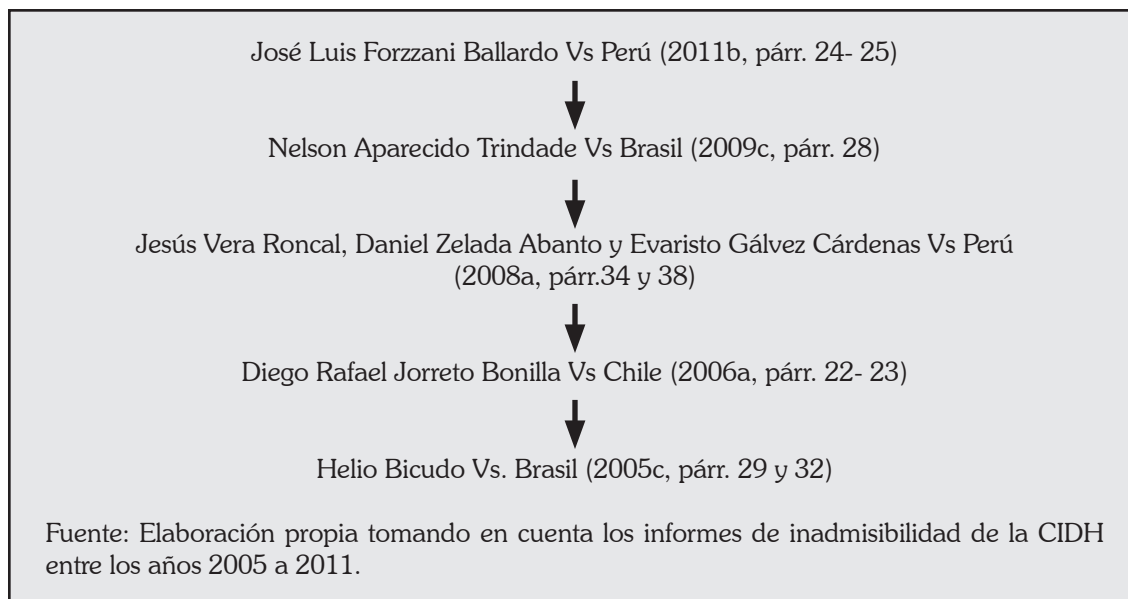 José Luis Forzzani Ballardo Vs Perú (2011b, párr. 24- 25)
Nelson Aparecido Trindade Vs Brasil (2009c, párr. 28)
Jesús Vera Roncal, Daniel Zelada Abanto y Evaristo Gálvez Cárdenas Vs Perú
(2008a, párr.34 y 38)
Diego Rafael Jorreto Bonilla Vs Chile (2006a, párr. 22- 23)
Helio Bicudo Vs. Brasil (2005c, párr. 29 y 32)
Fuente: Elaboración propia tomando en cuenta los informes de inadmisibilidad de la CIDH
entre los años 2005 a 2011.